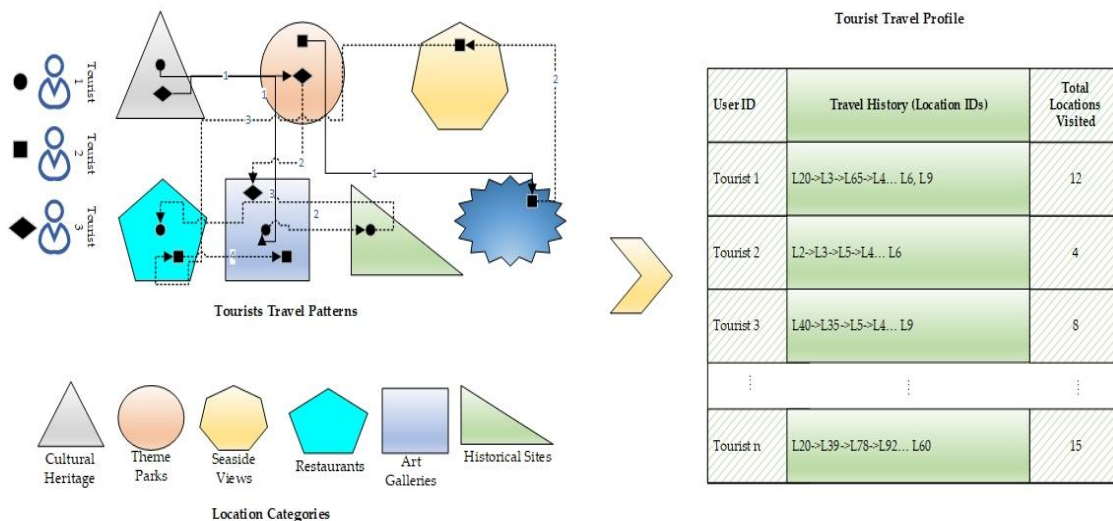 Tourist
1
Tourist
2
Tourist
3
1
1
3
2
2
1
3
2
4
Tourists Travel Patterns
Cultural
Heritage
Theme
Parks
Seaside
Views
Restaurants
Art
Galleries
Historical Sites
Location Categories
Tourist Travel Profile
User ID
Travel History (Location IDs)
Total
Locations
Visited
Tourist 1
L20->L3->L65->L4… L6, L9
12
Tourist 2
L2->L3->L5->L4… L6
4
Tourist 3
L40->L35->L5->L4… L9
8
⋮
⋮
⋮
Tourist n
L20->L39->L78->L92… L60
15